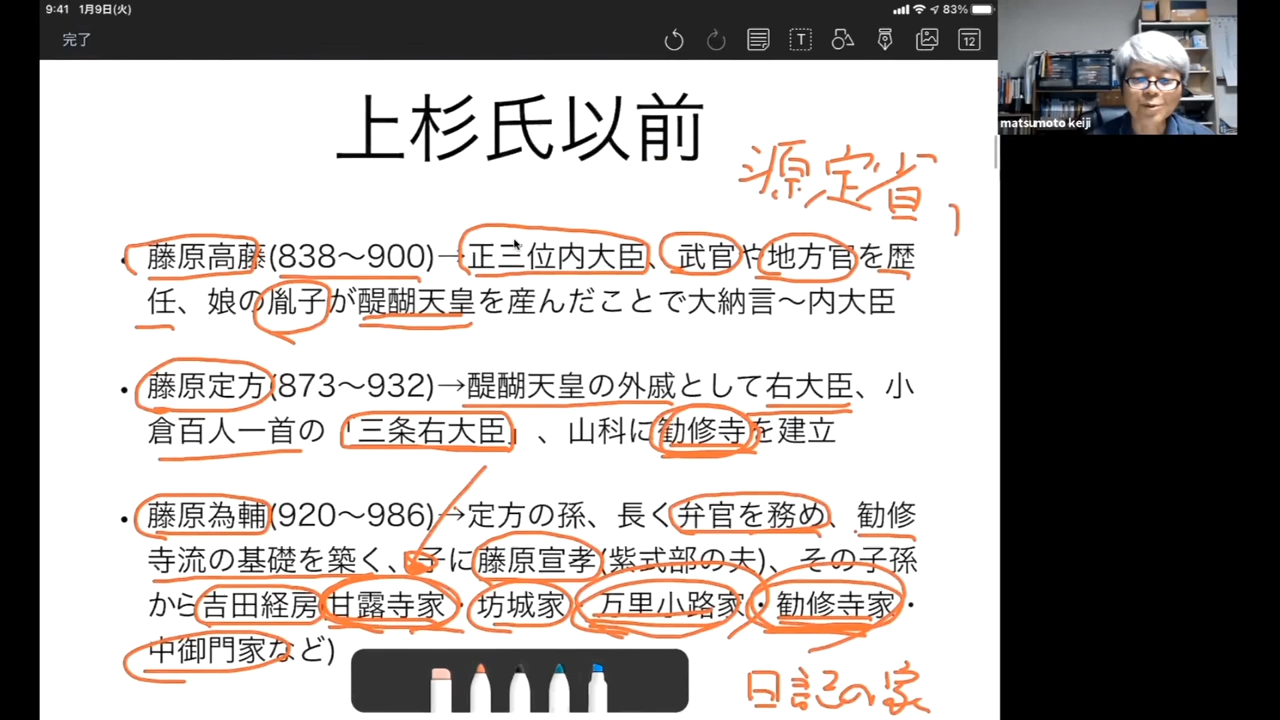 9:41 1月9日(火)
83%
完了
12
matsumoto keiji
上杉氏以前
源定省
・藤原高藤(838〜900)→正三位内大臣、武官や地方官を歴
任、娘の胤子が醍醐天皇を産んだことで大納言〜内大臣
・藤原定方(873〜932)→醍醐天皇の外戚として右大臣、小
倉百人一首の「三条右大臣」、山科に勧修寺を建立
・藤原為輔(920〜986)→定方の孫、長く弁官を務め、勧修
寺流の基礎を築く、子に藤原宣孝(紫式部の夫)、その子孫
から吉田経房(甘露寺家・坊城家・万里小路家・勧修寺家・
中御門家など)
日記の家